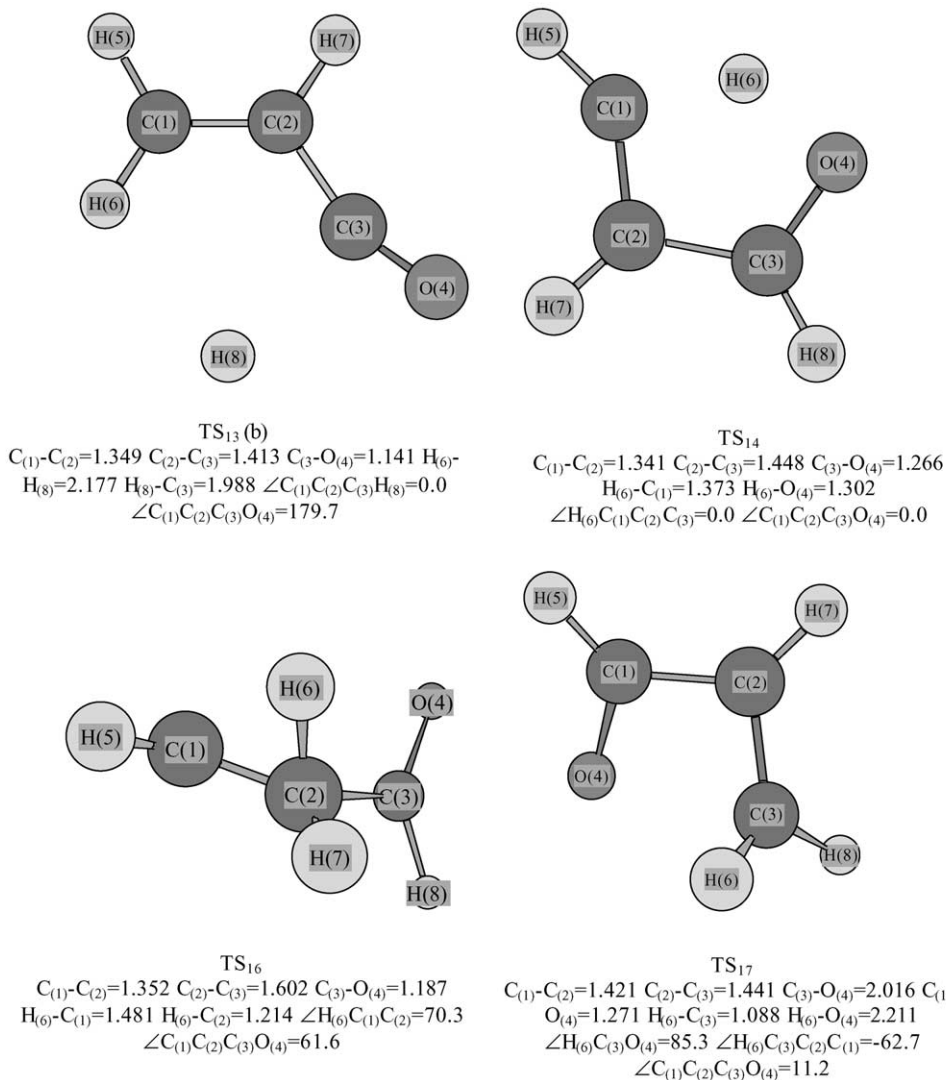 H(5)
H(7)
C(1)
C(2)
H(6)
C(3)
O(4)
H(8)
TS₁₃ (b)
C₍₁₎-C₍₂₎=1.349 C₍₂₎-C₍₃₎=1.413 C₍₃-O₍₄₎=1.141 H₍₆₎-
H₍₈₎=2.177 H₍₈₎-C₍₃₎=1.988 ∠C₍₁₎C₍₂₎C₍₃₎H₍₈₎=0.0
∠C₍₁₎C₍₂₎C₍₃₎O₍₄₎=179.7
H(5)
H(6)
C(1)
O(4)
C(2)
C(3)
H(7)
H(8)
TS₁₄
C₍₁₎-C₍₂₎=1.341 C₍₂₎-C₍₃₎=1.448 C₍₃₎-O₍₄₎=1.266
H₍₆₎-C₍₁₎=1.373 H₍₆₎-O₍₄₎=1.302
∠H₍₆₎C₍₁₎C₍₂₎C₍₃₎=0.0 ∠C₍₁₎C₍₂₎C₍₃₎O₍₄₎=0.0
H(6)
O(4)
H(5)
C(1)
C(2)
C(3)
H(7)
H(8)
TS₁₆
C₍₁₎-C₍₂₎=1.352 C₍₂₎-C₍₃₎=1.602 C₍₃₎-O₍₄₎=1.187
H₍₆₎-C₍₁₎=1.481 H₍₆₎-C₍₂₎=1.214 ∠H₍₆₎C₍₁₎C₍₂₎=70.3
∠C₍₁₎C₍₂₎C₍₃₎O₍₄₎=61.6
H(5)
H(7)
C(1)
C(2)
O(4)
C(3)
H(6)
H(8)
TS₁₇
C₍₁₎-C₍₂₎=1.421 C₍₂₎-C₍₃₎=1.441 C₍₃₎-O₍₄₎=2.016 C₍₁
O₍₄₎=1.271 H₍₆₎-C₍₃₎=1.088 H₍₆₎-O₍₄₎=2.211
∠H₍₆₎C₍₃₎O₍₄₎=85.3 ∠H₍₆₎C₍₃₎C₍₂₎C₍₁₎=-62.7
∠C₍₁₎C₍₂₎C₍₃₎O₍₄₎=11.2